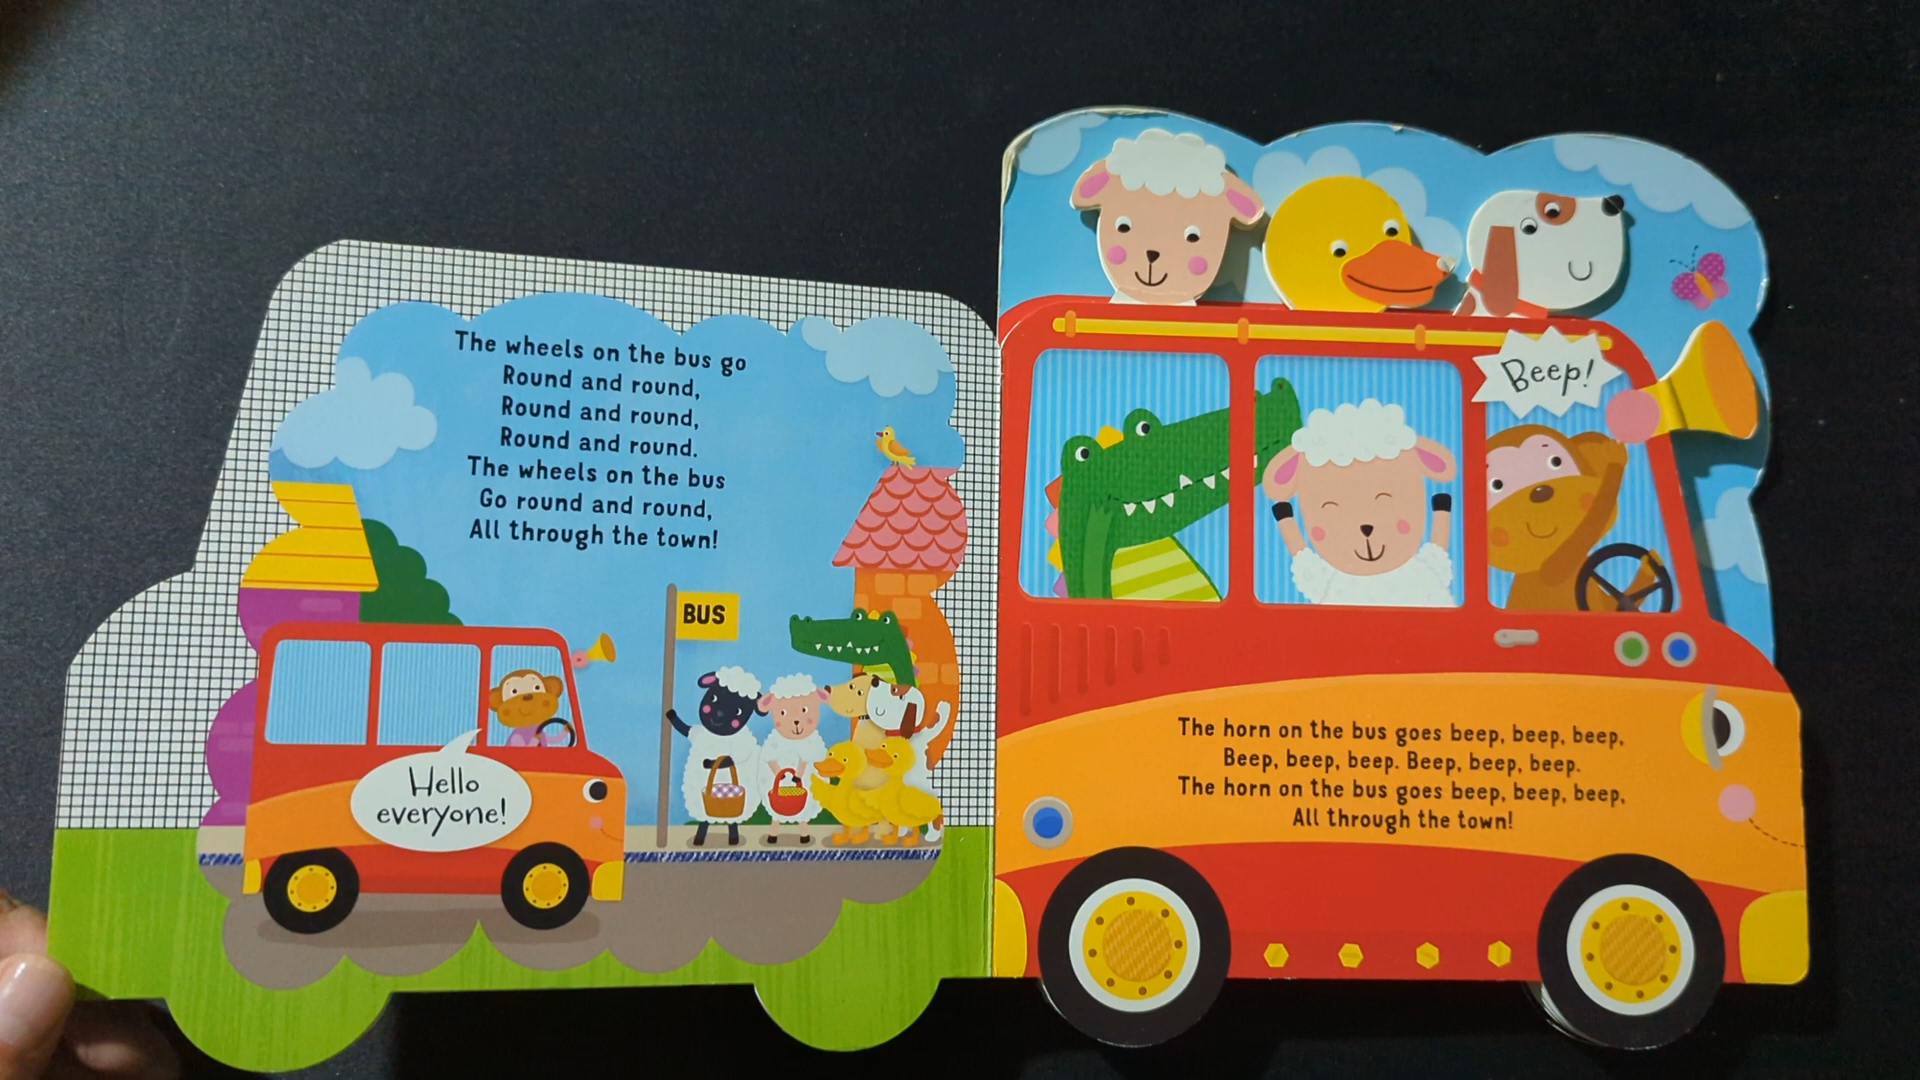 The wheels on the bus go
Round and round,
Round and round,
Round and round.
The wheels on the bus
Go round and round,
All through the town!
BUS
Hello
everyone!
Beep!
The horn on the bus goes beep, beep, beep,
Beep, beep, beep. Beep, beep, beep.
The horn on the bus goes beep, beep, beep,
All through the town!